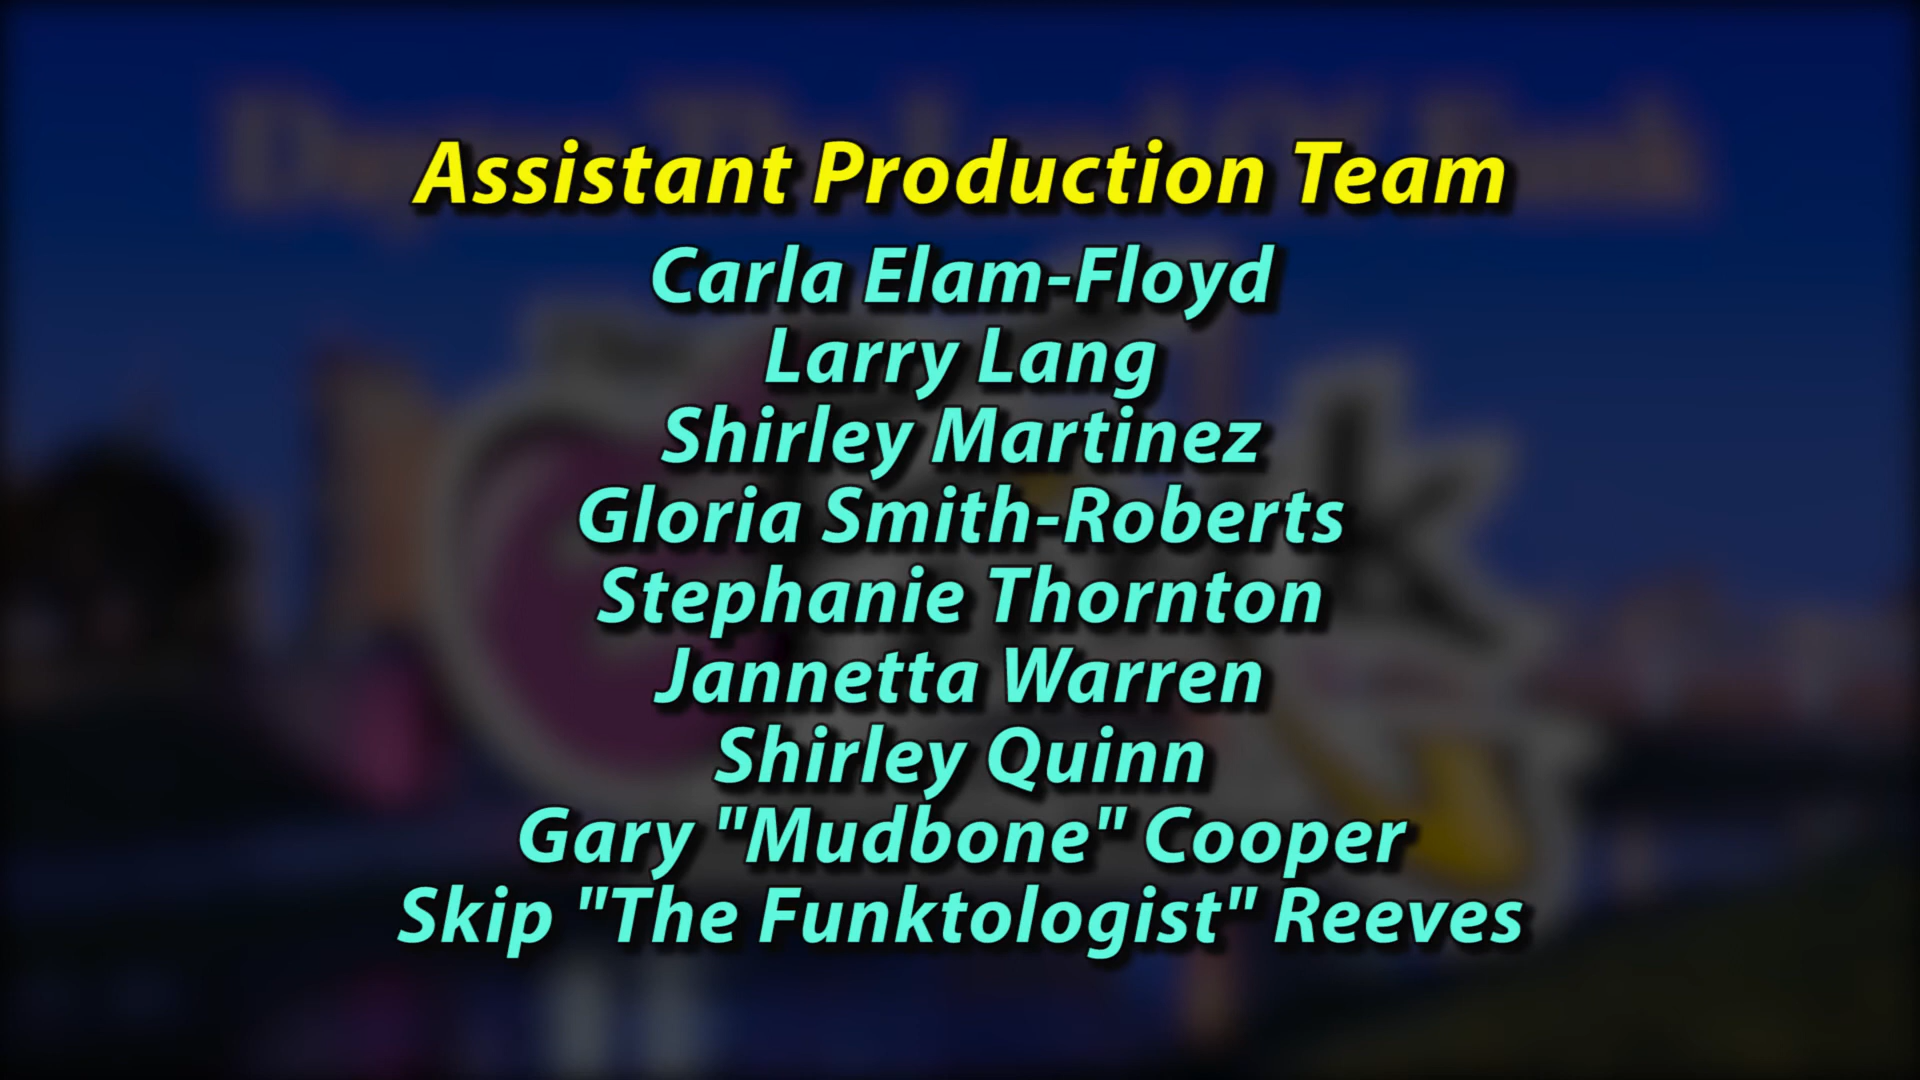 Assistant Production Team
Carla Elam-Floyd
Larry Lang
Shirley Martinez
Gloria Smith-Roberts
Stephanie Thornton
Jannetta Warren
Shirley Quinn
Gary "Mudbone" Cooper
Skip "The Funktologist" Reeves